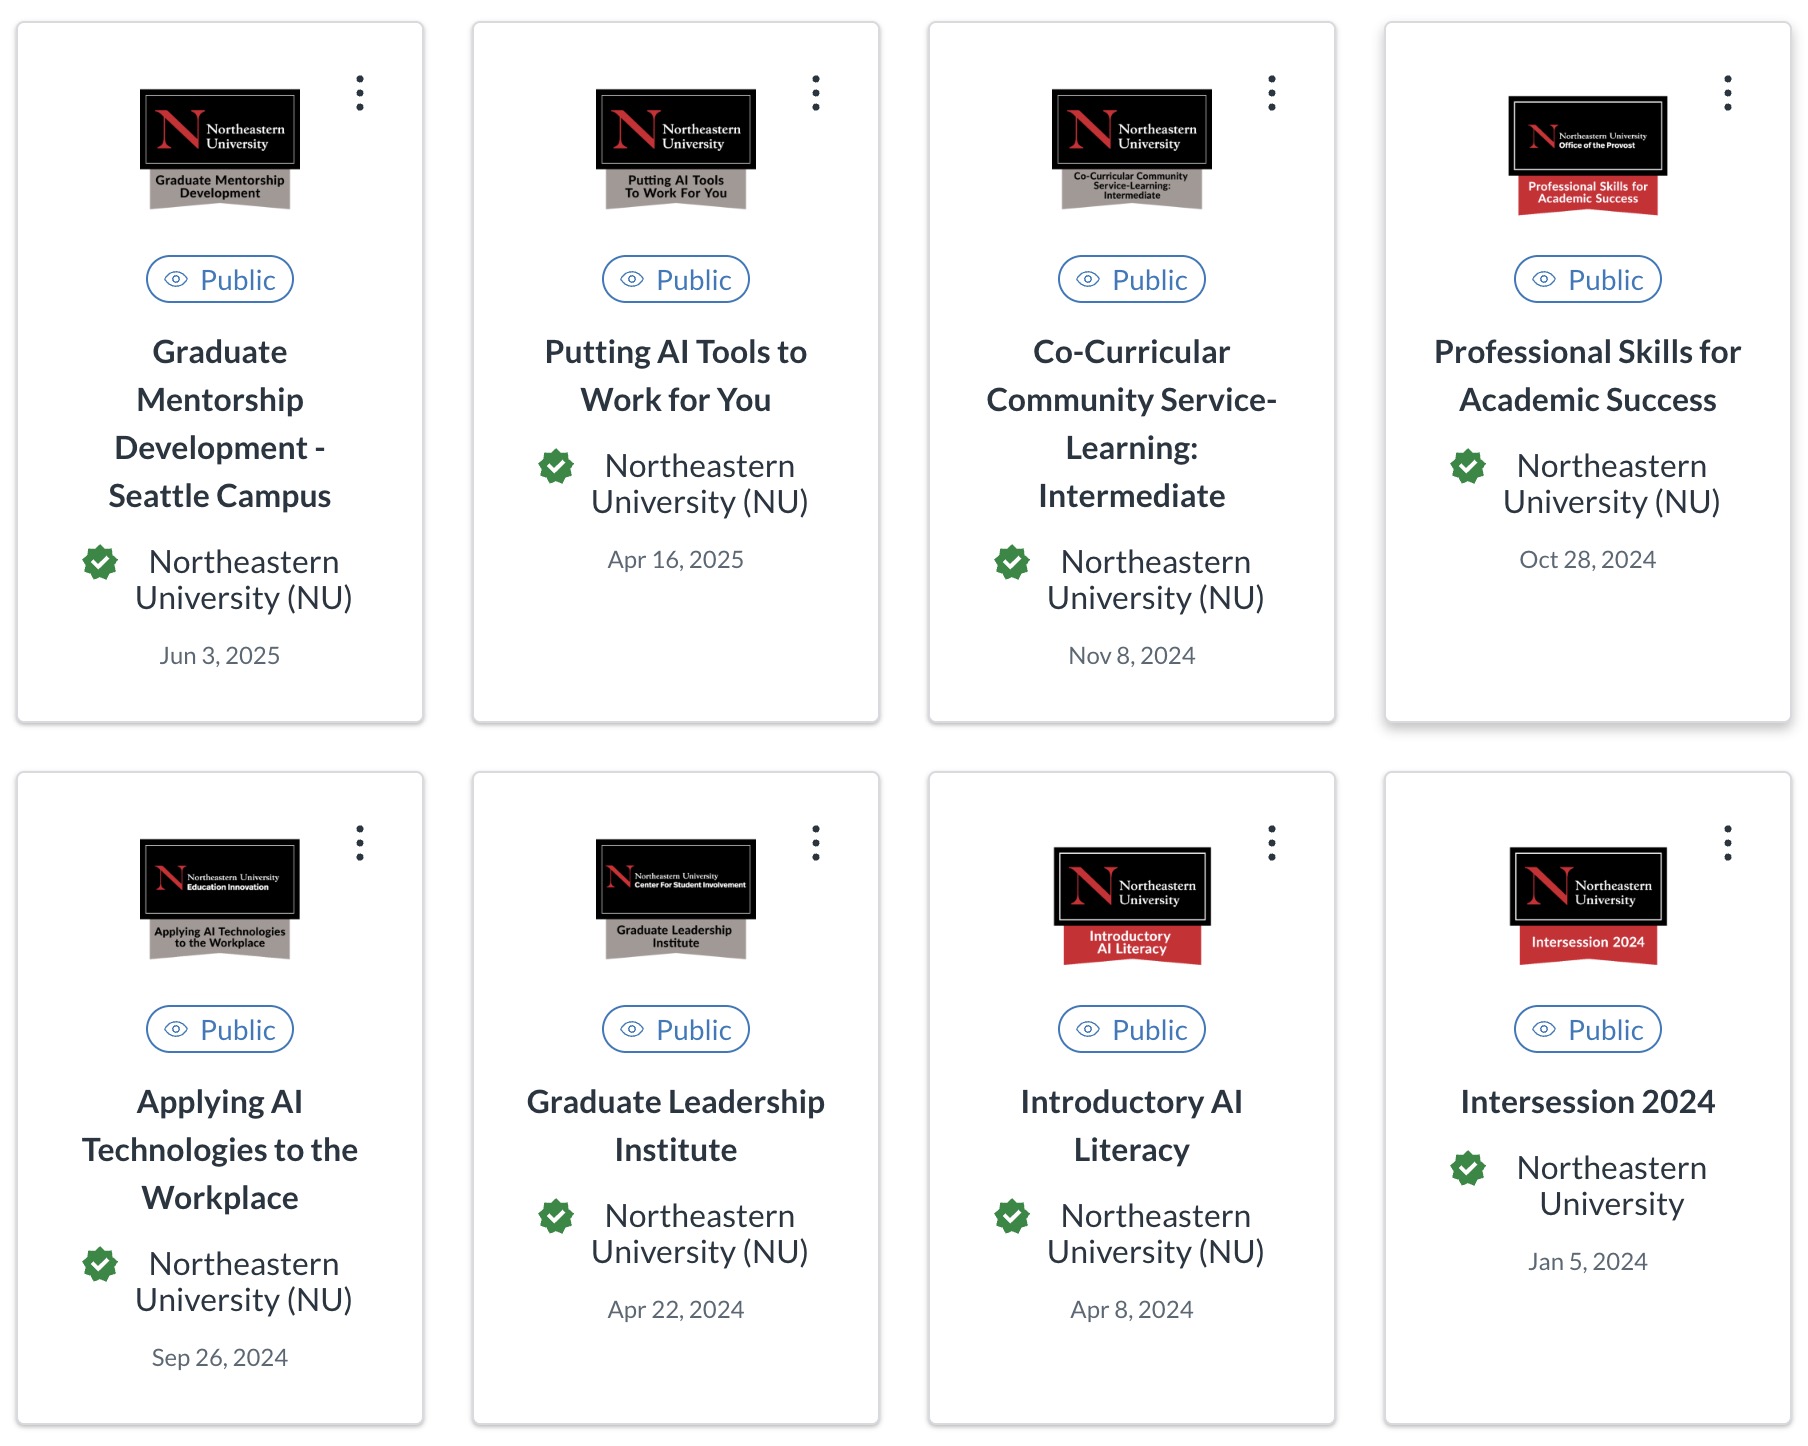 N Northeastern
University
Graduate Mentorship
Development
Public
Graduate
Mentorship
Development -
Seattle Campus
Northeastern
University (NU)
Jun 3, 2025
N Northeastern
University
Putting AI Tools
To Work For You
Public
Putting AI Tools to
Work for You
Northeastern
University (NU)
Apr 16, 2025
N Northeastern
University
Co-Curricular Community
Service-Learning:
Intermediate
Public
Co-Curricular
Community Service-
Learning:
Intermediate
Northeastern
University (NU)
Nov 8, 2024
N Northeastern University
Office of the Provost
Professional Skills for
Academic Success
Public
Professional Skills for
Academic Success
Northeastern
University (NU)
Oct 28, 2024
N Northeastern University
Education Innovation
Applying AI Technologies
to the Workplace
Public
Applying AI
Technologies to the
Workplace
Northeastern
University (NU)
Sep 26, 2024
N Northeastern University
Center For Student Involvement
Graduate Leadership
Institute
Public
Graduate Leadership
Institute
Northeastern
University (NU)
Apr 22, 2024
N Northeastern
University
Introductory
AI Literacy
Public
Introductory AI
Literacy
Northeastern
University (NU)
Apr 8, 2024
N Northeastern
University
Intersession 2024
Public
Intersession 2024
Northeastern
University
Jan 5, 2024